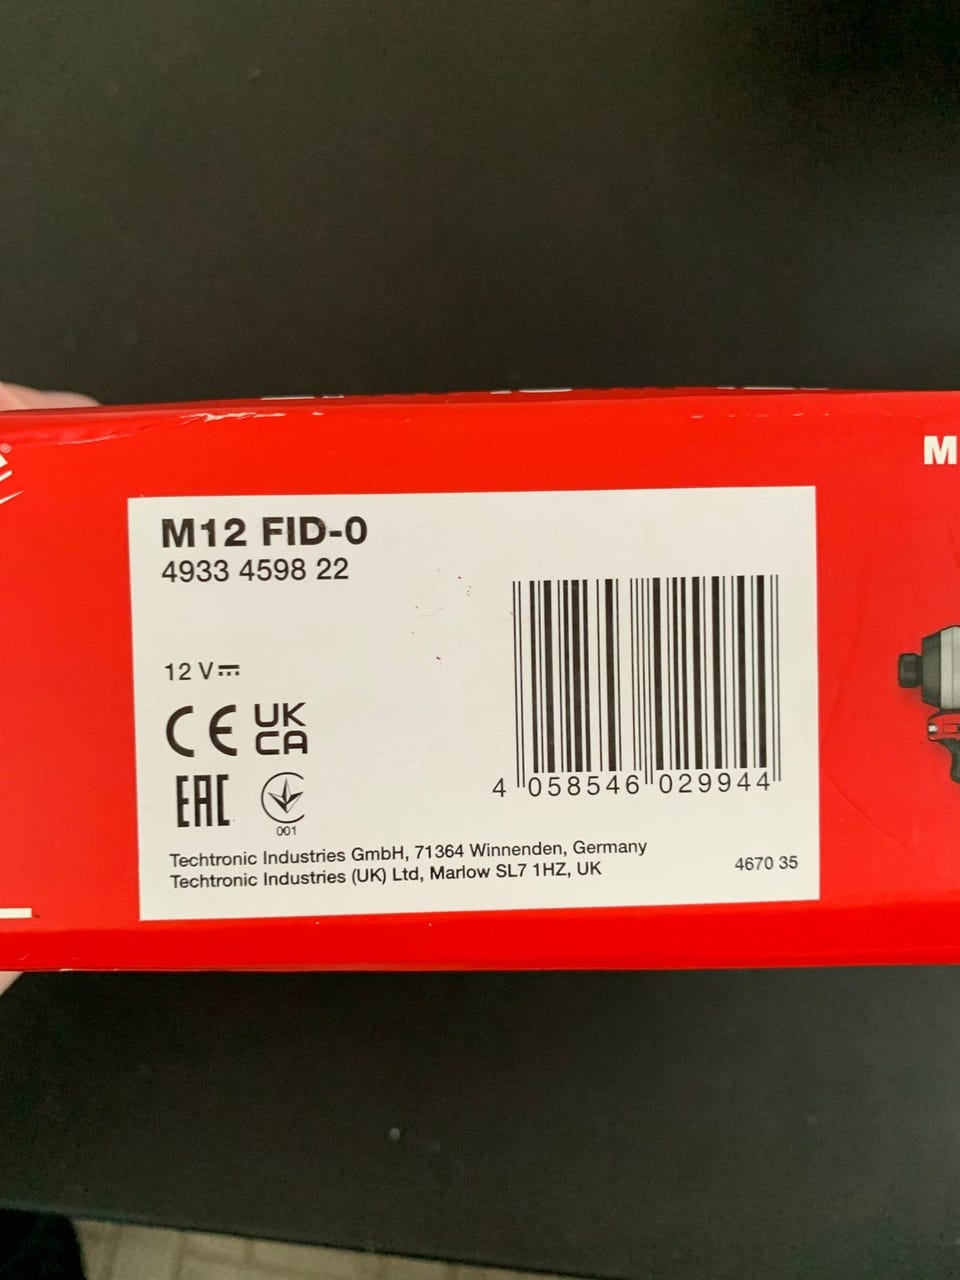 M
M12 FID-0
4933 4598 22
12 V
CE
UK
CA
EAC
001
4 058546 029944
Techtronic Industries GmbH, 71364 Winnenden, Germany
Techtronic Industries (UK) Ltd, Marlow SL7 1HZ, UK
4670 35